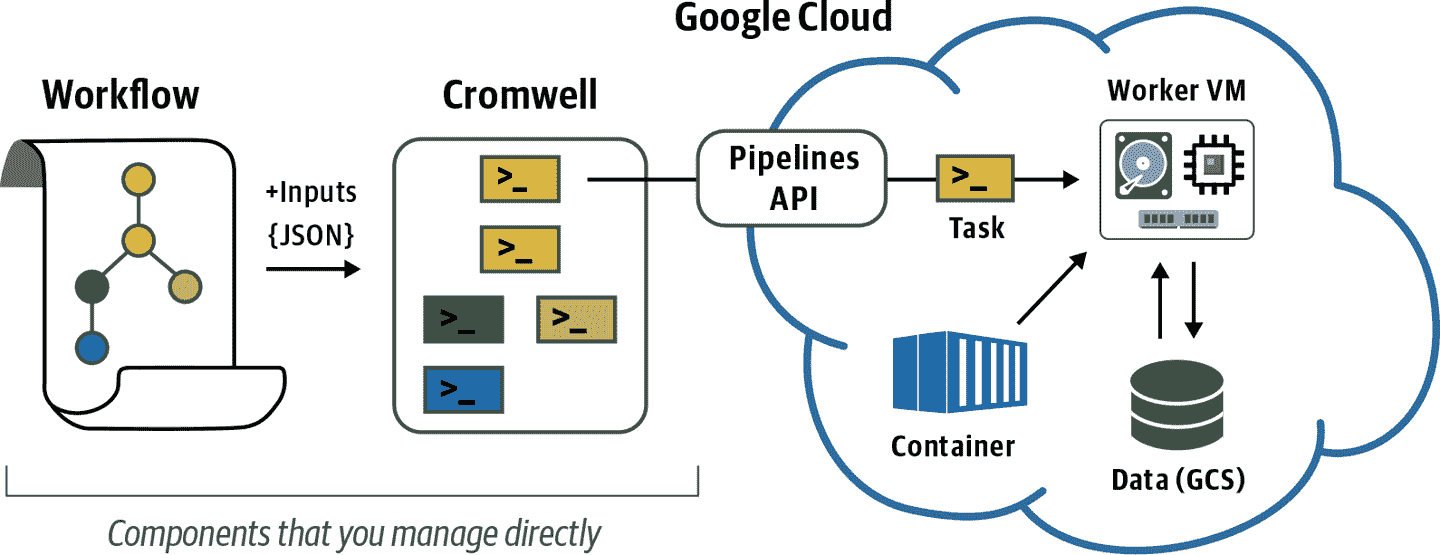 Google Cloud
Workflow
Cromwell
Worker VM
+Inputs
{JSON}
>_
>_
>_
>_
>_
Pipelines
API
>_
Task
Container
Data (GCS)
Components that you manage directly